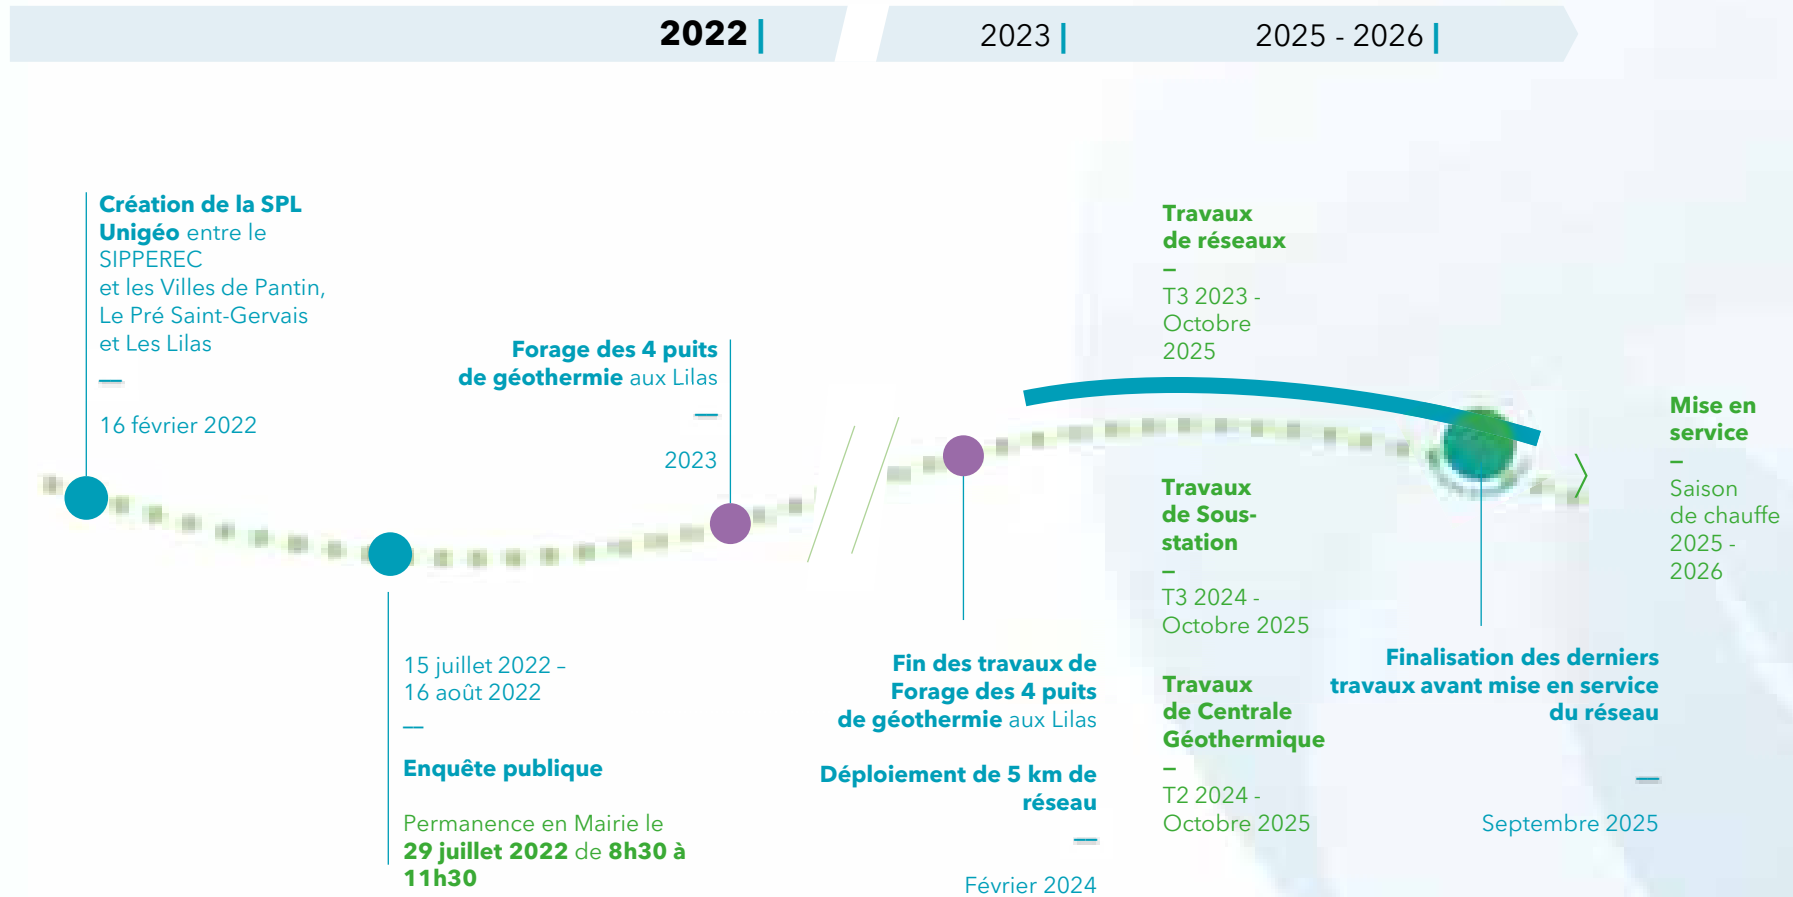 2022 |
2023 |
2025 - 2026 |
Création de la SPL
Unigéo entre le
SIPPEREC
et les Villes de Pantin,
Le Pré Saint-Gervais
et Les Lilas
—
16 février 2022
15 juillet 2022 –
16 août 2022
—
Enquête publique
Permanence en Mairie le
29 juillet 2022 de 8h30 à
11h30
Forage des 4 puits
de géothermie aux Lilas
—
2023
Fin des travaux de
Forage des 4 puits
de géothermie aux Lilas
Déploiement de 5 km de
réseau
—
Février 2024
Travaux
de réseaux
–
T3 2023 -
Octobre
2025
Travaux
de Sous-
station
–
T3 2024 -
Octobre 2025
Travaux
de Centrale
Géothermique
–
T2 2024 -
Octobre 2025
Finalisation des derniers
travaux avant mise en service
du réseau
—
Septembre 2025
Mise en
service
–
Saison
de chauffe
2025 -
2026